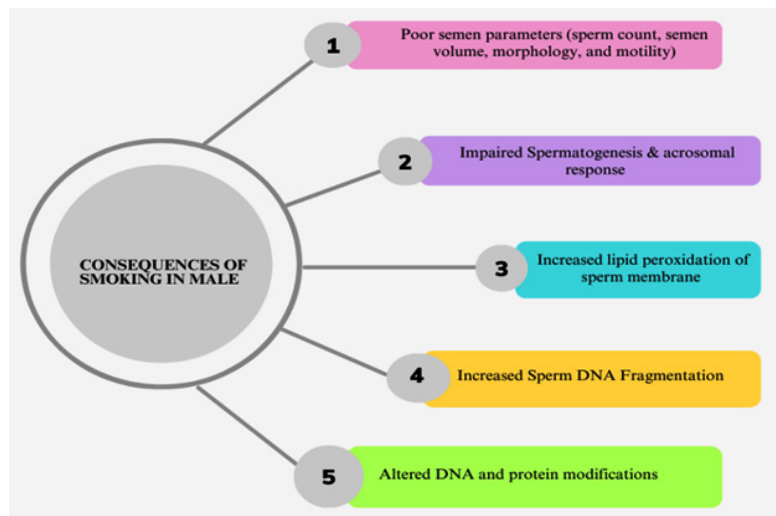 1
Poor semen parameters (sperm count, semen
volume, morphology, and motility)
2
Impaired Spermatogenesis & acrosomal
response
CONSEQUENCES OF
SMOKING IN MALE
3
Increased lipid peroxidation of
sperm membrane
4
Increased Sperm DNA Fragmentation
5
Altered DNA and protein modifications